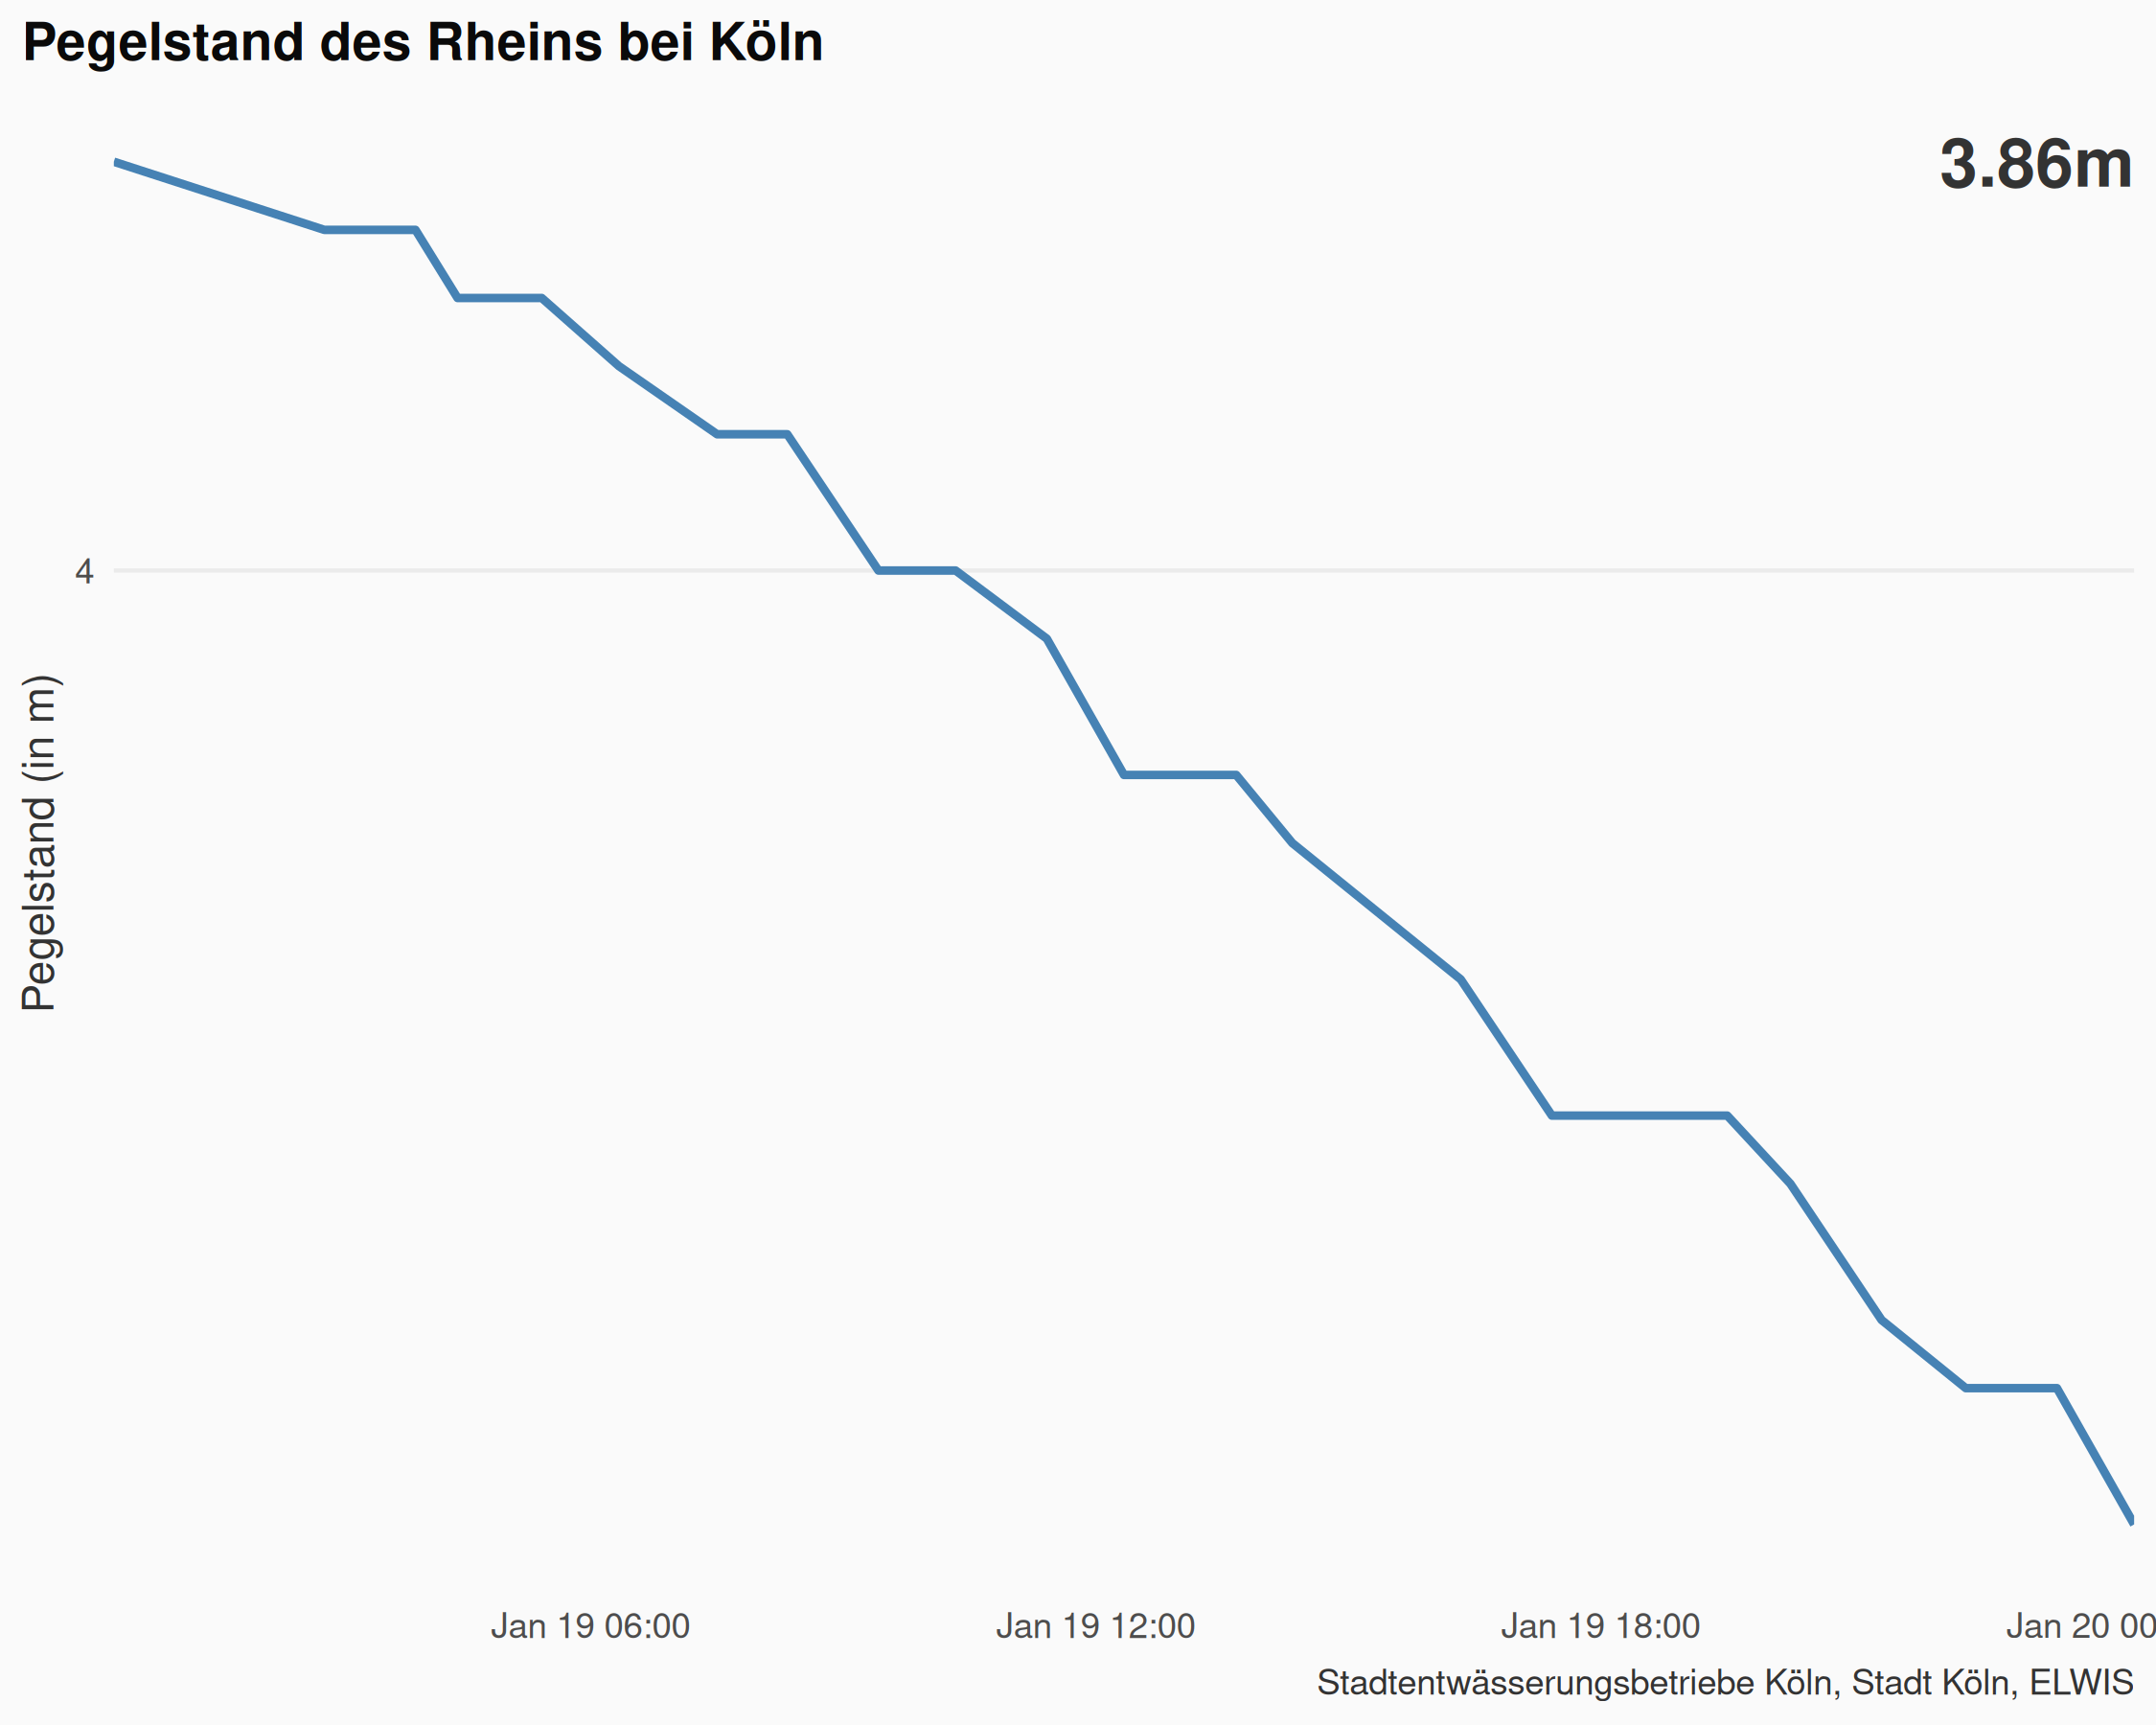 Pegelstand des Rheins bei Köln
3.86m
4
Pegelstand (in m)
Jan 19 06:00
Jan 19 12:00
Jan 19 18:00
Jan 20 00
Stadtentwässerungsbetriebe Köln, Stadt Köln, ELWIS